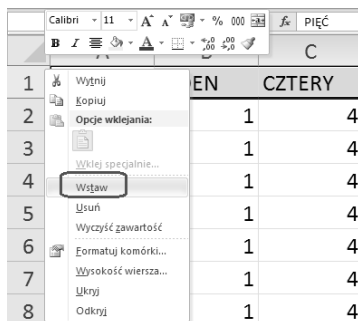 Calibri 11 A A % 000 fx PIĘĆ
B I A ,00 ,0
C
1 EN CZTERY
2 1 4
3 1 4
4 1 4
5 1 4
6 1 4
7 1 4
8 1 4
Wytnij
Kopiuj
Opcje wklejania:
Wklej specjalnie...
Wstaw
Usuń
Wyczyść zawartość
Formatuj komórki...
Wysokość wiersza...
Ukryj
Odkryj